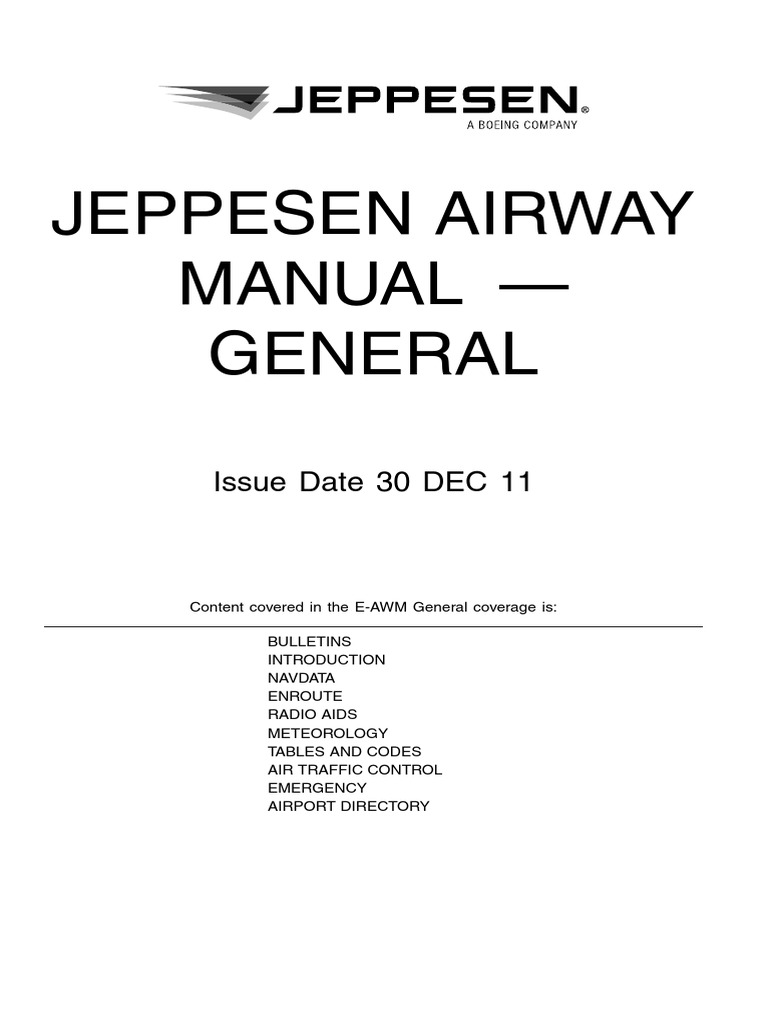 JEPPESEN®
A BOEING COMPANY
JEPPESEN AIRWAY
MANUAL —
GENERAL
Issue Date 30 DEC 11
Content covered in the E-AWM General coverage is:
BULLETINS
INTRODUCTION
NAVDATA
ENROUTE
RADIO AIDS
METEOROLOGY
TABLES AND CODES
AIR TRAFFIC CONTROL
EMERGENCY
AIRPORT DIRECTORY